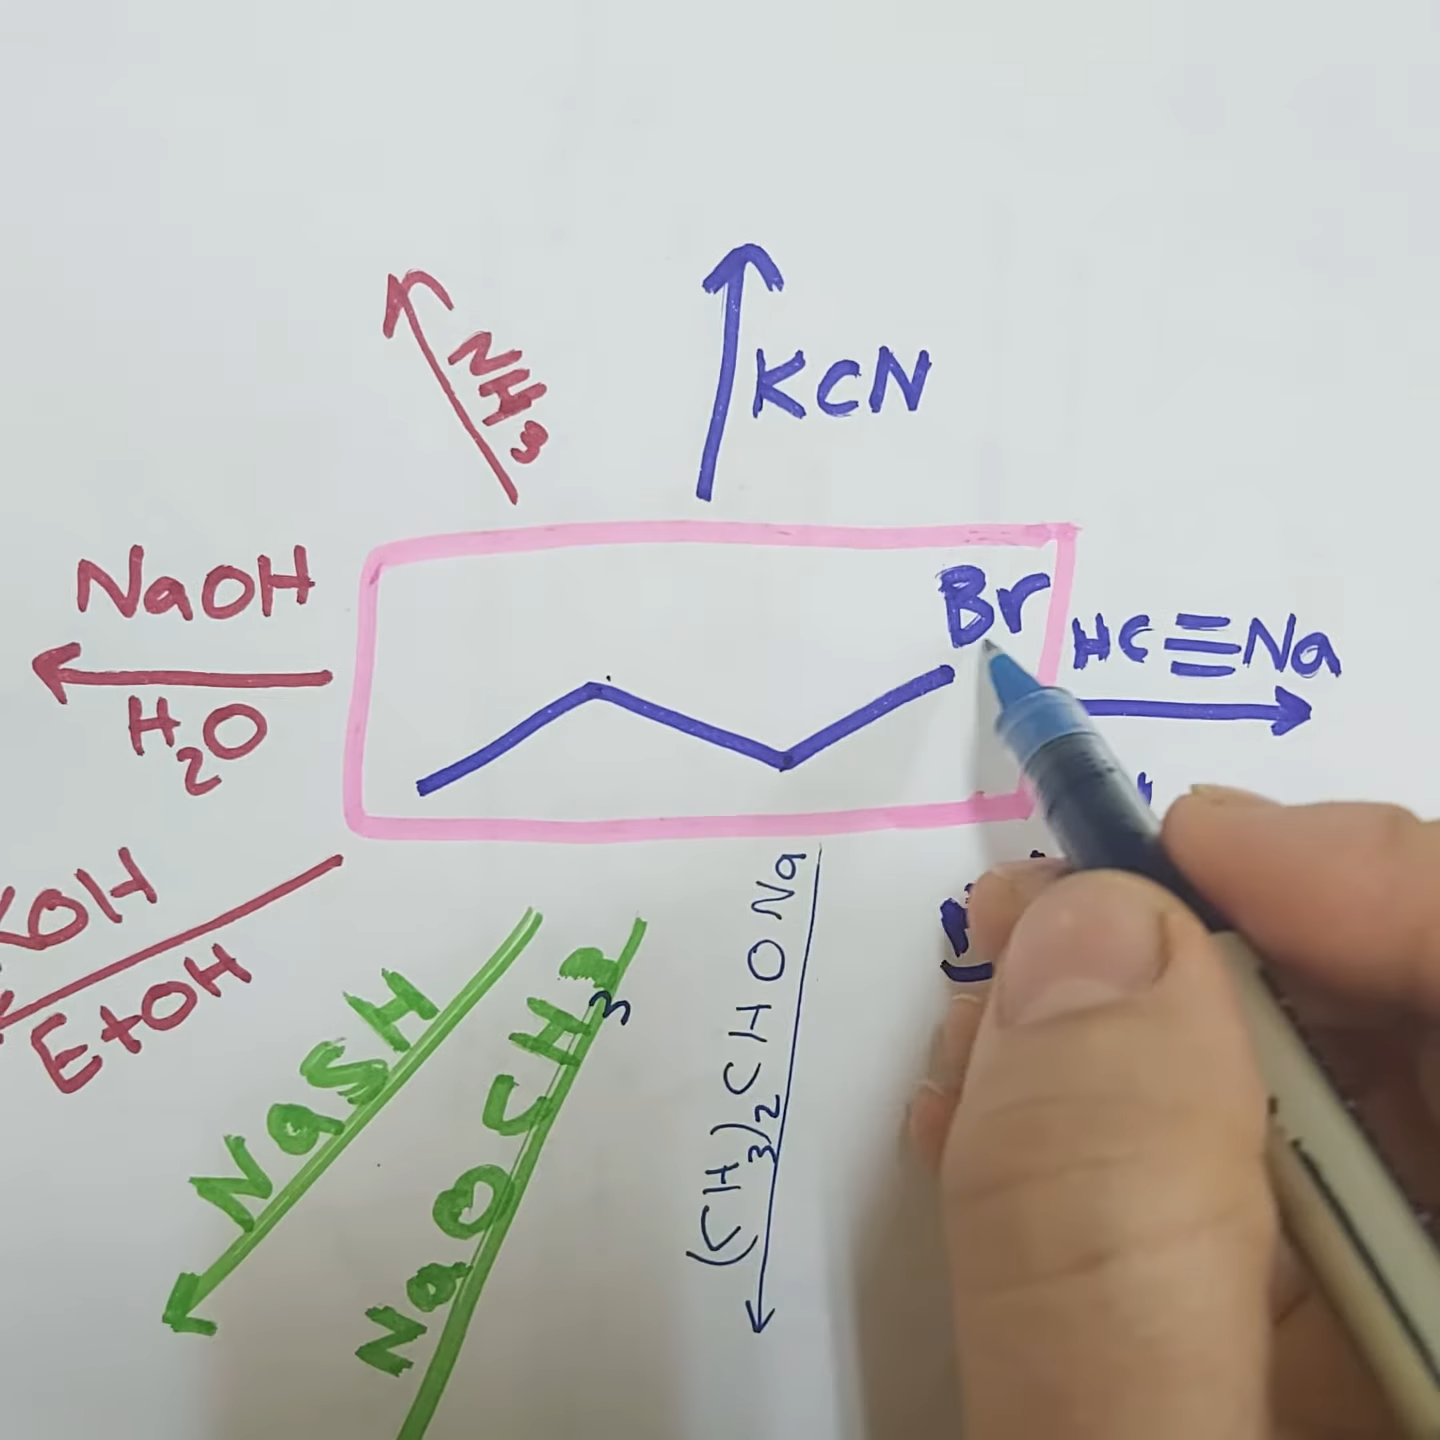 KCN
NH3
Br
NaOH
H2O
HC≡Na
KOH
EtOH
NaSH
NaOCH3
(CH3)2CHONa